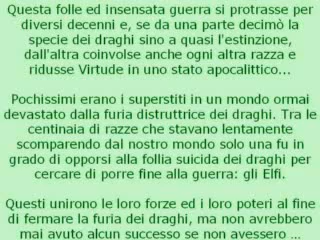 Questa folle ed insensata guerra si protrasse per
diversi decenni e, se da una parte decimò la
specie dei draghi sino a quasi l'estinzione,
dall'altra coinvolse anche ogni altra razza e
ridusse Virtude in uno stato apocalittico...
Pochissimi erano i superstiti in un mondo ormai
devastato dalla furia distruttrice dei draghi. Tra le
centinaia di razze che stavano lentamente
scomparendo dal nostro mondo solo una fu in
grado di opporsi alla follia suicida dei draghi per
cercare di porre fine alla guerra: gli Elfi.
Questi unirono le loro forze ed i loro poteri al fine
di fermare la furia dei draghi, ma non avrebbero
mai avuto alcun successo se non avessero ...